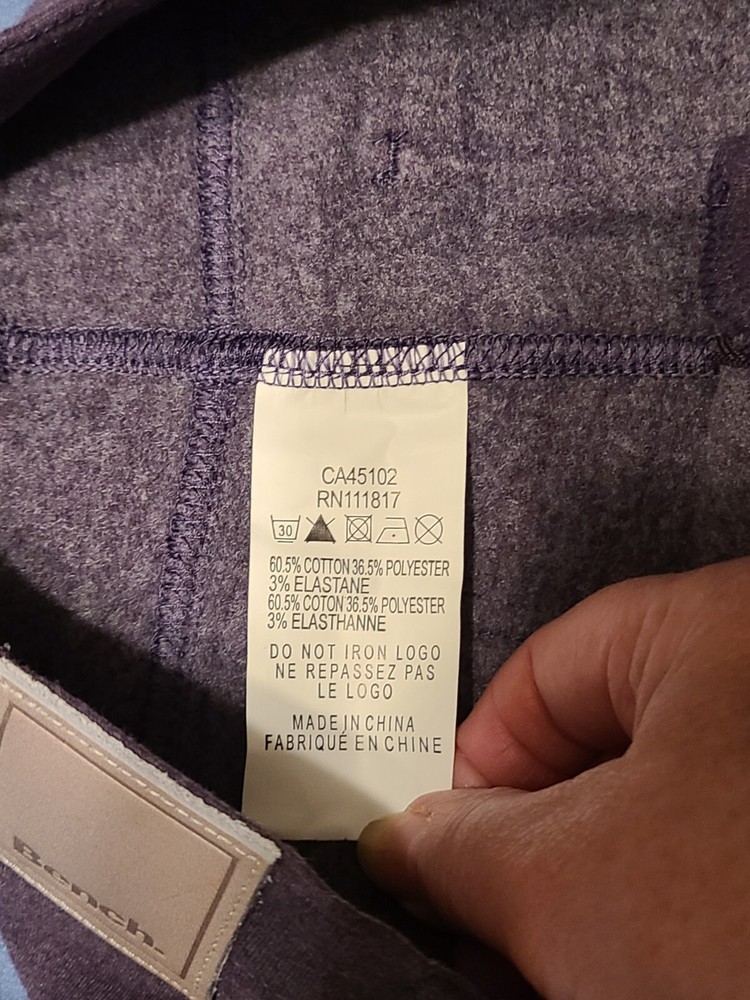 CA45102
RN111817
30
60.5% COTTON 36.5% POLYESTER
3% ELASTANE
60.5% COTON 36.5% POLYESTER
3% ELASTHANNE
DO NOT IRON LOGO
NE REPASSEZ PAS
LE LOGO
MADE IN CHINA
FABRIQUÉ EN CHINE
Bench.